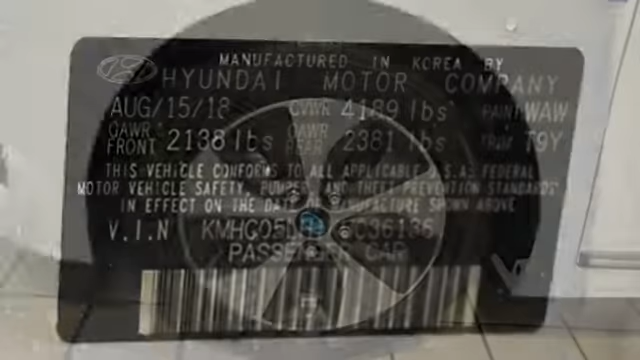 MANUFACTURED IN KOREA BY
HYUNDAI MOTOR COMPANY
AUG/15/18 GVWR 4189 lbs PAINT WAW
GAWR FRONT 2138 lbs GAWR REAR 2381 lbs TRIM T9Y
THIS VEHICLE CONFORMS TO ALL APPLICABLE U.S.A.
FEDERAL
MOTOR VEHICLE SAFETY, BUMPER, AND THEFT PREVENTION STANDARDS
IN EFFECT ON THE DATE OF MANUFACTURE SHOWN ABOVE
V.I.N
PASSENGER CAR